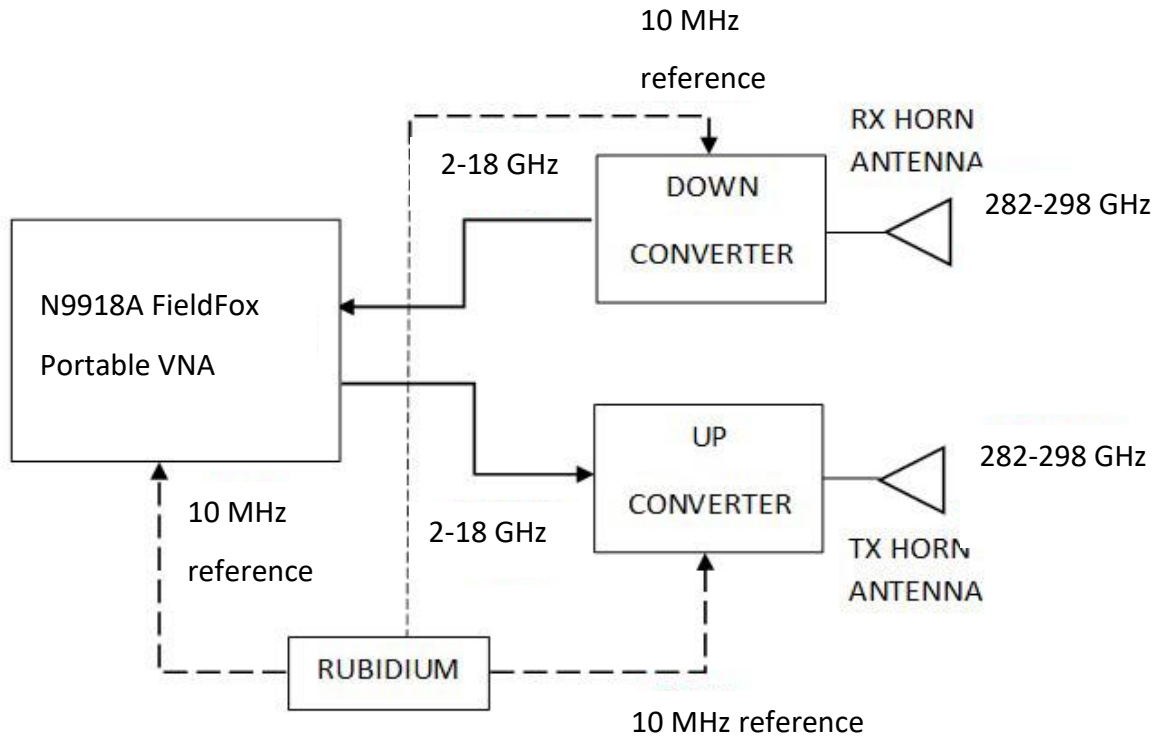 10 MHz
reference
RX HORN
ANTENNA
2-18 GHz
DOWN
CONVERTER
282-298 GHz
N9918A FieldFox
Portable VNA
UP
CONVERTER
282-298 GHz
10 MHz
reference
2-18 GHz
TX HORN
ANTENNA
RUBIDIUM
10 MHz reference